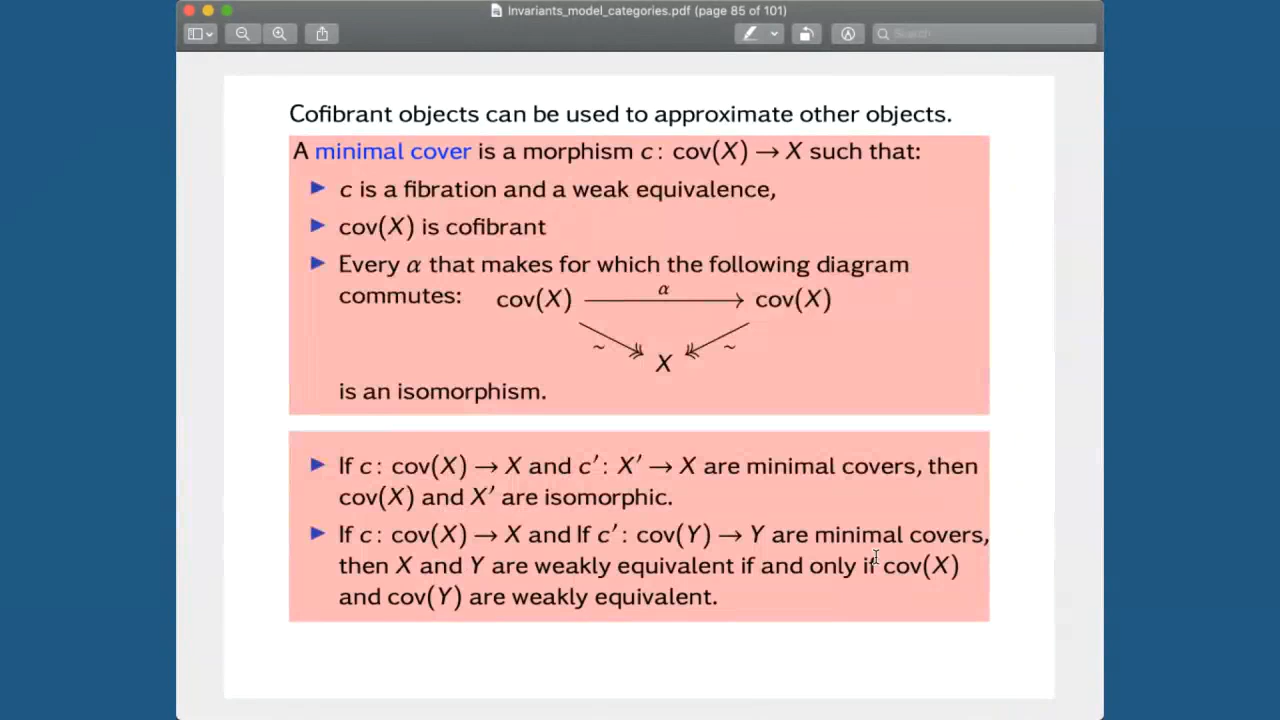 Invariants_model_categories.pdf (page 85 of 101)
Search
Cofibrant objects can be used to approximate other objects.
A minimal cover is a morphism c: cov(X) → X such that:
▶ c is a fibration and a weak equivalence,
▶ cov(X) is cofibrant
▶ Every α that makes for which the following diagram
commutes: cov(X) α cov(X)
~ ~
X
is an isomorphism.
▶ If c: cov(X) → X and c′: X′ → X are minimal covers, then
cov(X) and X′ are isomorphic.
▶ If c: cov(X) → X and If c′: cov(Y) → Y are minimal covers,
then X and Y are weakly equivalent if and only if cov(X)
and cov(Y) are weakly equivalent.